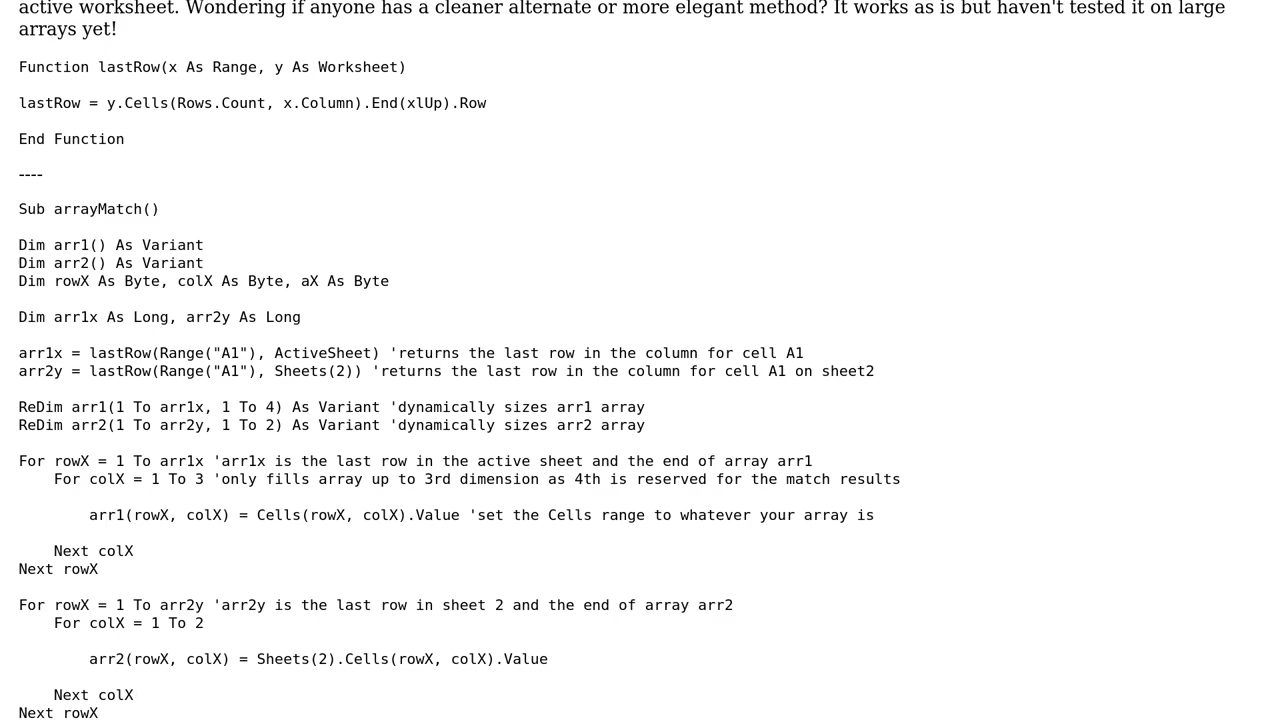 active worksheet. Wondering if anyone has a cleaner alternate or more elegant method? It works as is but haven't tested it on large
arrays yet!
Function lastRow(x As Range, y As Worksheet)
lastRow = y.Cells(Rows.Count, x.Column).End(xlUp).Row
End Function
----
Sub arrayMatch()
Dim arr1() As Variant
Dim arr2() As Variant
Dim rowX As Byte, colX As Byte, aX As Byte
Dim arr1x As Long, arr2y As Long
arr1x = lastRow(Range("A1"), ActiveSheet) 'returns the last row in the column for cell A1
arr2y = lastRow(Range("A1"), Sheets(2)) 'returns the last row in the column for cell A1 on sheet2
ReDim arr1(1 To arr1x, 1 To 4) As Variant 'dynamically sizes arr1 array
ReDim arr2(1 To arr2y, 1 To 2) As Variant 'dynamically sizes arr2 array
For rowX = 1 To arr1x 'arr1x is the last row in the active sheet and the end of array arr1
    For colX = 1 To 3 'only fills array up to 3rd dimension as 4th is reserved for the match results
        arr1(rowX, colX) = Cells(rowX, colX).Value 'set the Cells range to whatever your array is
    Next colX
Next rowX
For rowX = 1 To arr2y 'arr2y is the last row in sheet 2 and the end of array arr2
    For colX = 1 To 2
        arr2(rowX, colX) = Sheets(2).Cells(rowX, colX).Value
    Next colX
Next rowX